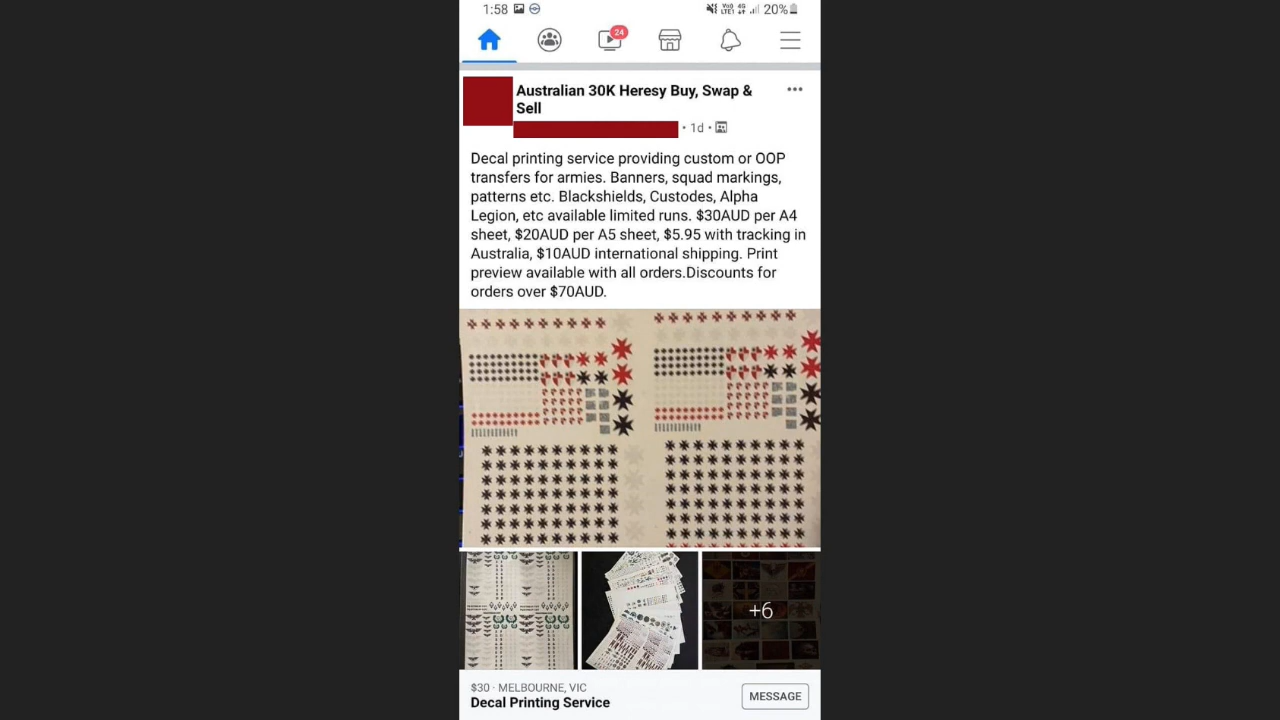 1:58
VoO 4G
LTE1
20%
24
Australian 30K Heresy Buy, Swap &
Sell
• 1d •
Decal printing service providing custom or OOP
transfers for armies. Banners, squad markings,
patterns etc. Blackshields, Custodes, Alpha
Legion, etc available limited runs. $30AUD per A4
sheet, $20AUD per A5 sheet, $5.95 with tracking in
Australia, $10AUD international shipping. Print
preview available with all orders.Discounts for
orders over $70AUD.
+6
$30 · MELBOURNE, VIC
Decal Printing Service
MESSAGE